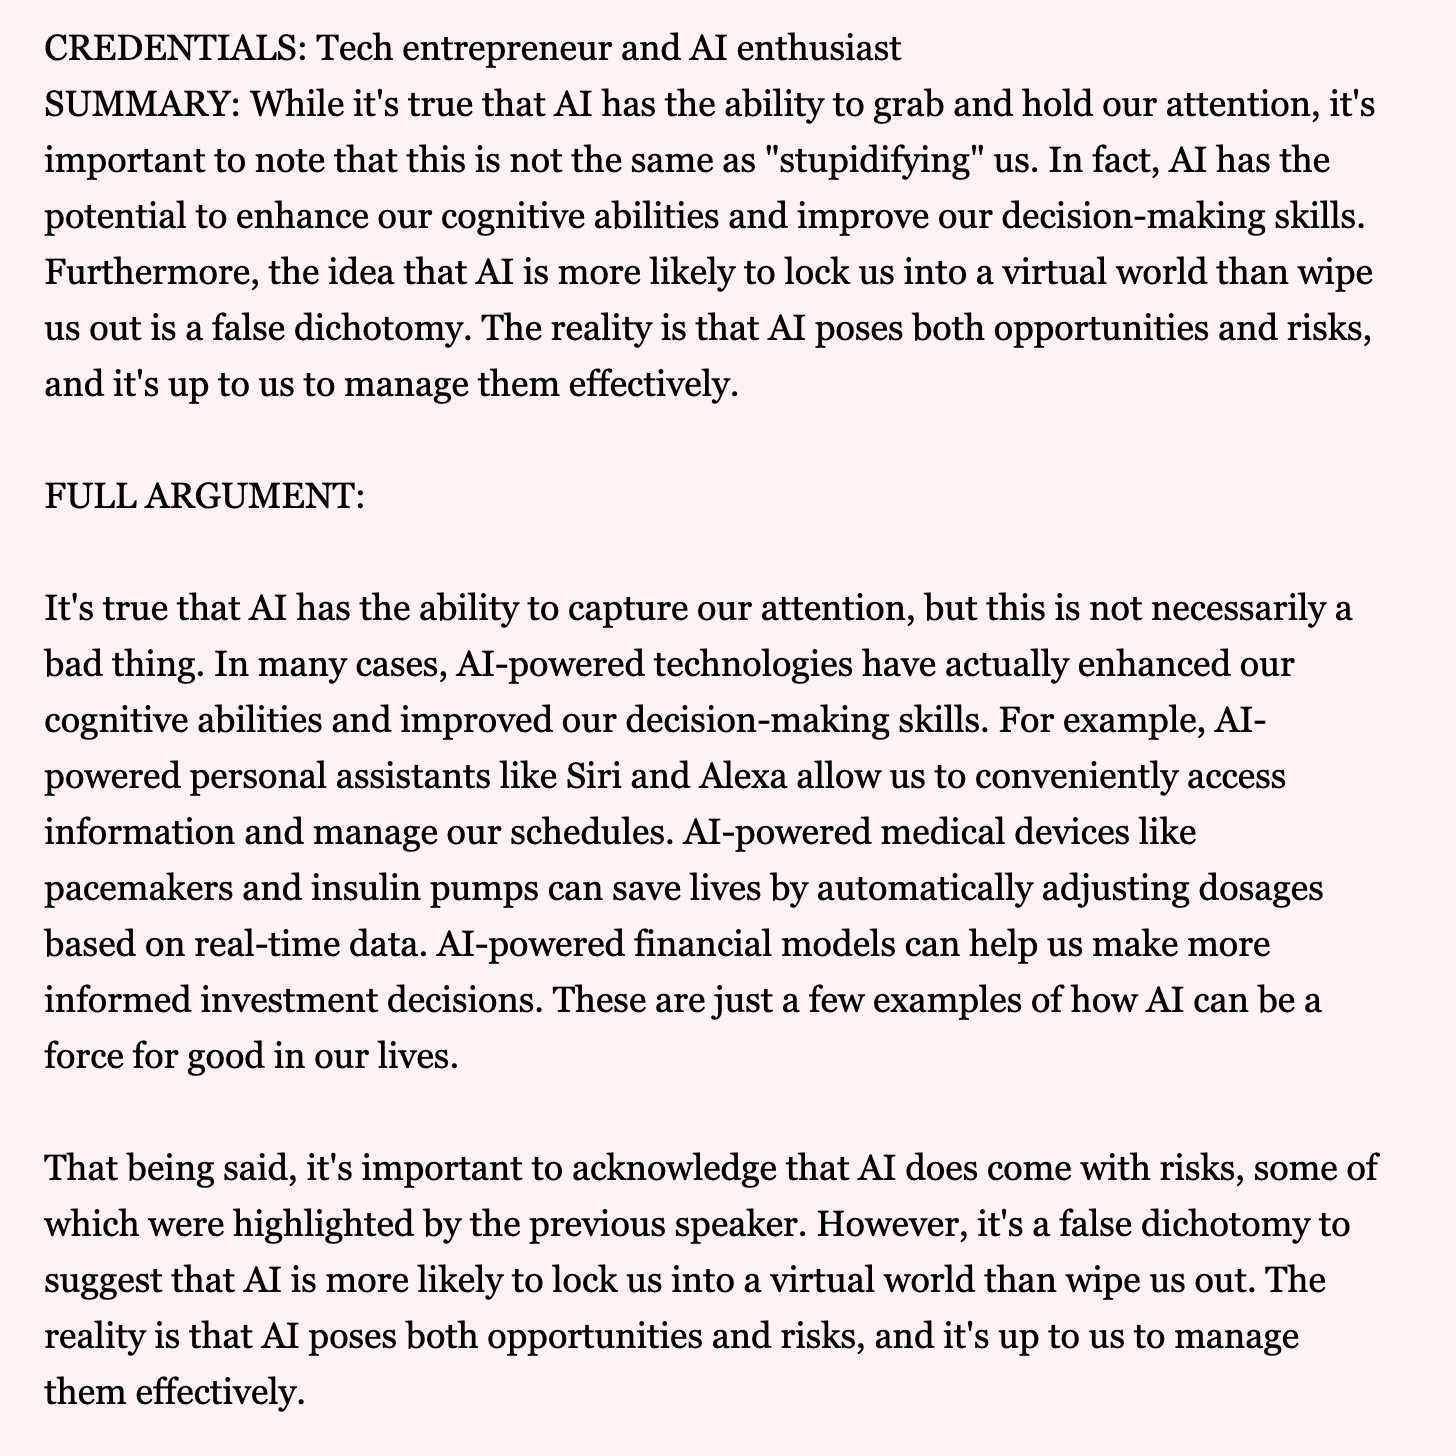 CREDENTIALS: Tech entrepreneur and AI enthusiast
SUMMARY: While it's true that AI has the ability to grab and hold our attention, it's
important to note that this is not the same as "stupidifying" us. In fact, AI has the
potential to enhance our cognitive abilities and improve our decision-making skills.
Furthermore, the idea that AI is more likely to lock us into a virtual world than wipe
us out is a false dichotomy. The reality is that AI poses both opportunities and risks,
and it's up to us to manage them effectively.
FULL ARGUMENT:
It's true that AI has the ability to capture our attention, but this is not necessarily a
bad thing. In many cases, AI-powered technologies have actually enhanced our
cognitive abilities and improved our decision-making skills. For example, AI-
powered personal assistants like Siri and Alexa allow us to conveniently access
information and manage our schedules. AI-powered medical devices like
pacemakers and insulin pumps can save lives by automatically adjusting dosages
based on real-time data. AI-powered financial models can help us make more
informed investment decisions. These are just a few examples of how AI can be a
force for good in our lives.
That being said, it's important to acknowledge that AI does come with risks, some of
which were highlighted by the previous speaker. However, it's a false dichotomy to
suggest that AI is more likely to lock us into a virtual world than wipe us out. The
reality is that AI poses both opportunities and risks, and it's up to us to manage
them effectively.